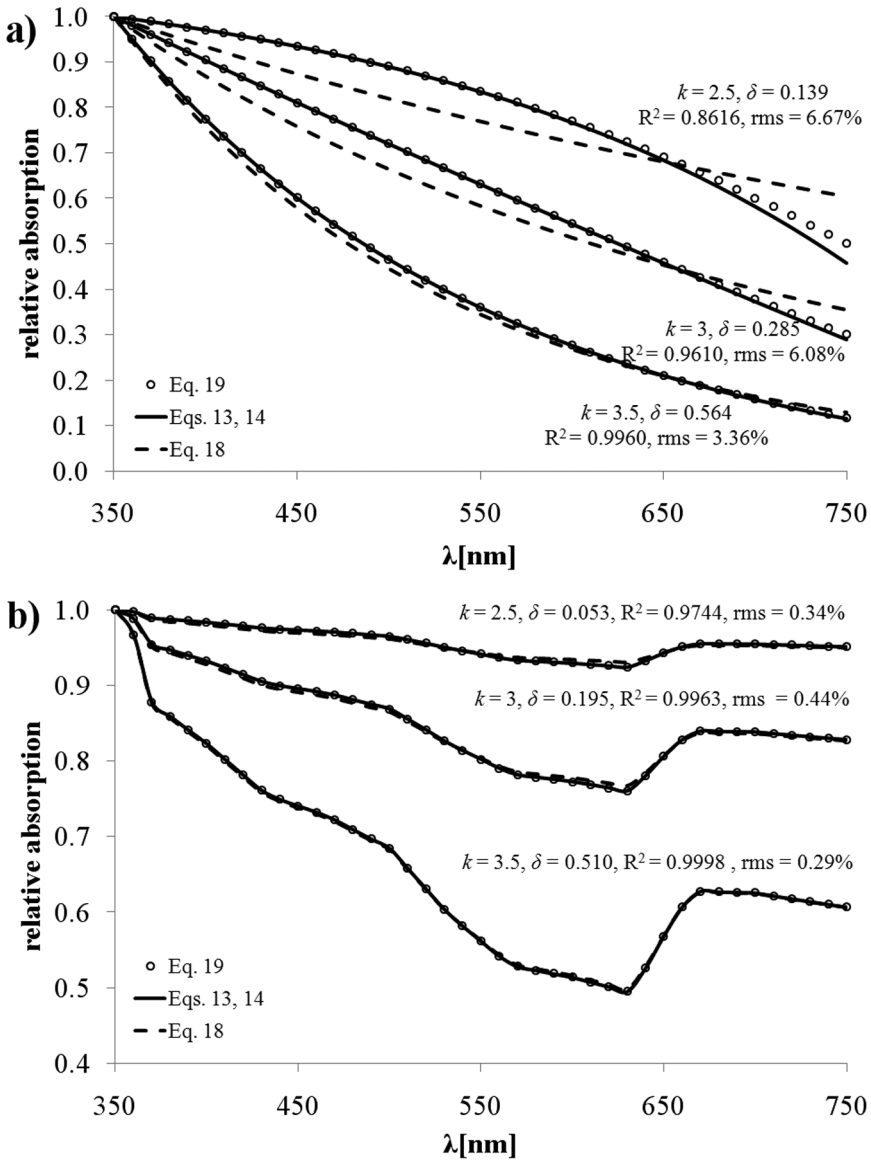 a)
relative absorption
1.0
0.9
0.8
0.7
0.6
0.5
0.4
0.3
0.2
0.1
0.0
k = 2.5, δ = 0.139
R² = 0.8616, rms = 6.67%
k = 3, δ = 0.285
R² = 0.9610, rms = 6.08%
k = 3.5, δ = 0.564
R² = 0.9960, rms = 3.36%
Eq. 19
Eqs. 13, 14
Eq. 18
350 450 550 650 750
λ[nm]
b)
relative absorption
1.0
0.9
0.8
0.7
0.6
0.5
0.4
k = 2.5, δ = 0.053, R² = 0.9744, rms = 0.34%
k = 3, δ = 0.195, R² = 0.9963, rms = 0.44%
k = 3.5, δ = 0.510, R² = 0.9998 , rms = 0.29%
Eq. 19
Eqs. 13, 14
Eq. 18
350 450 550 650 750
λ[nm]